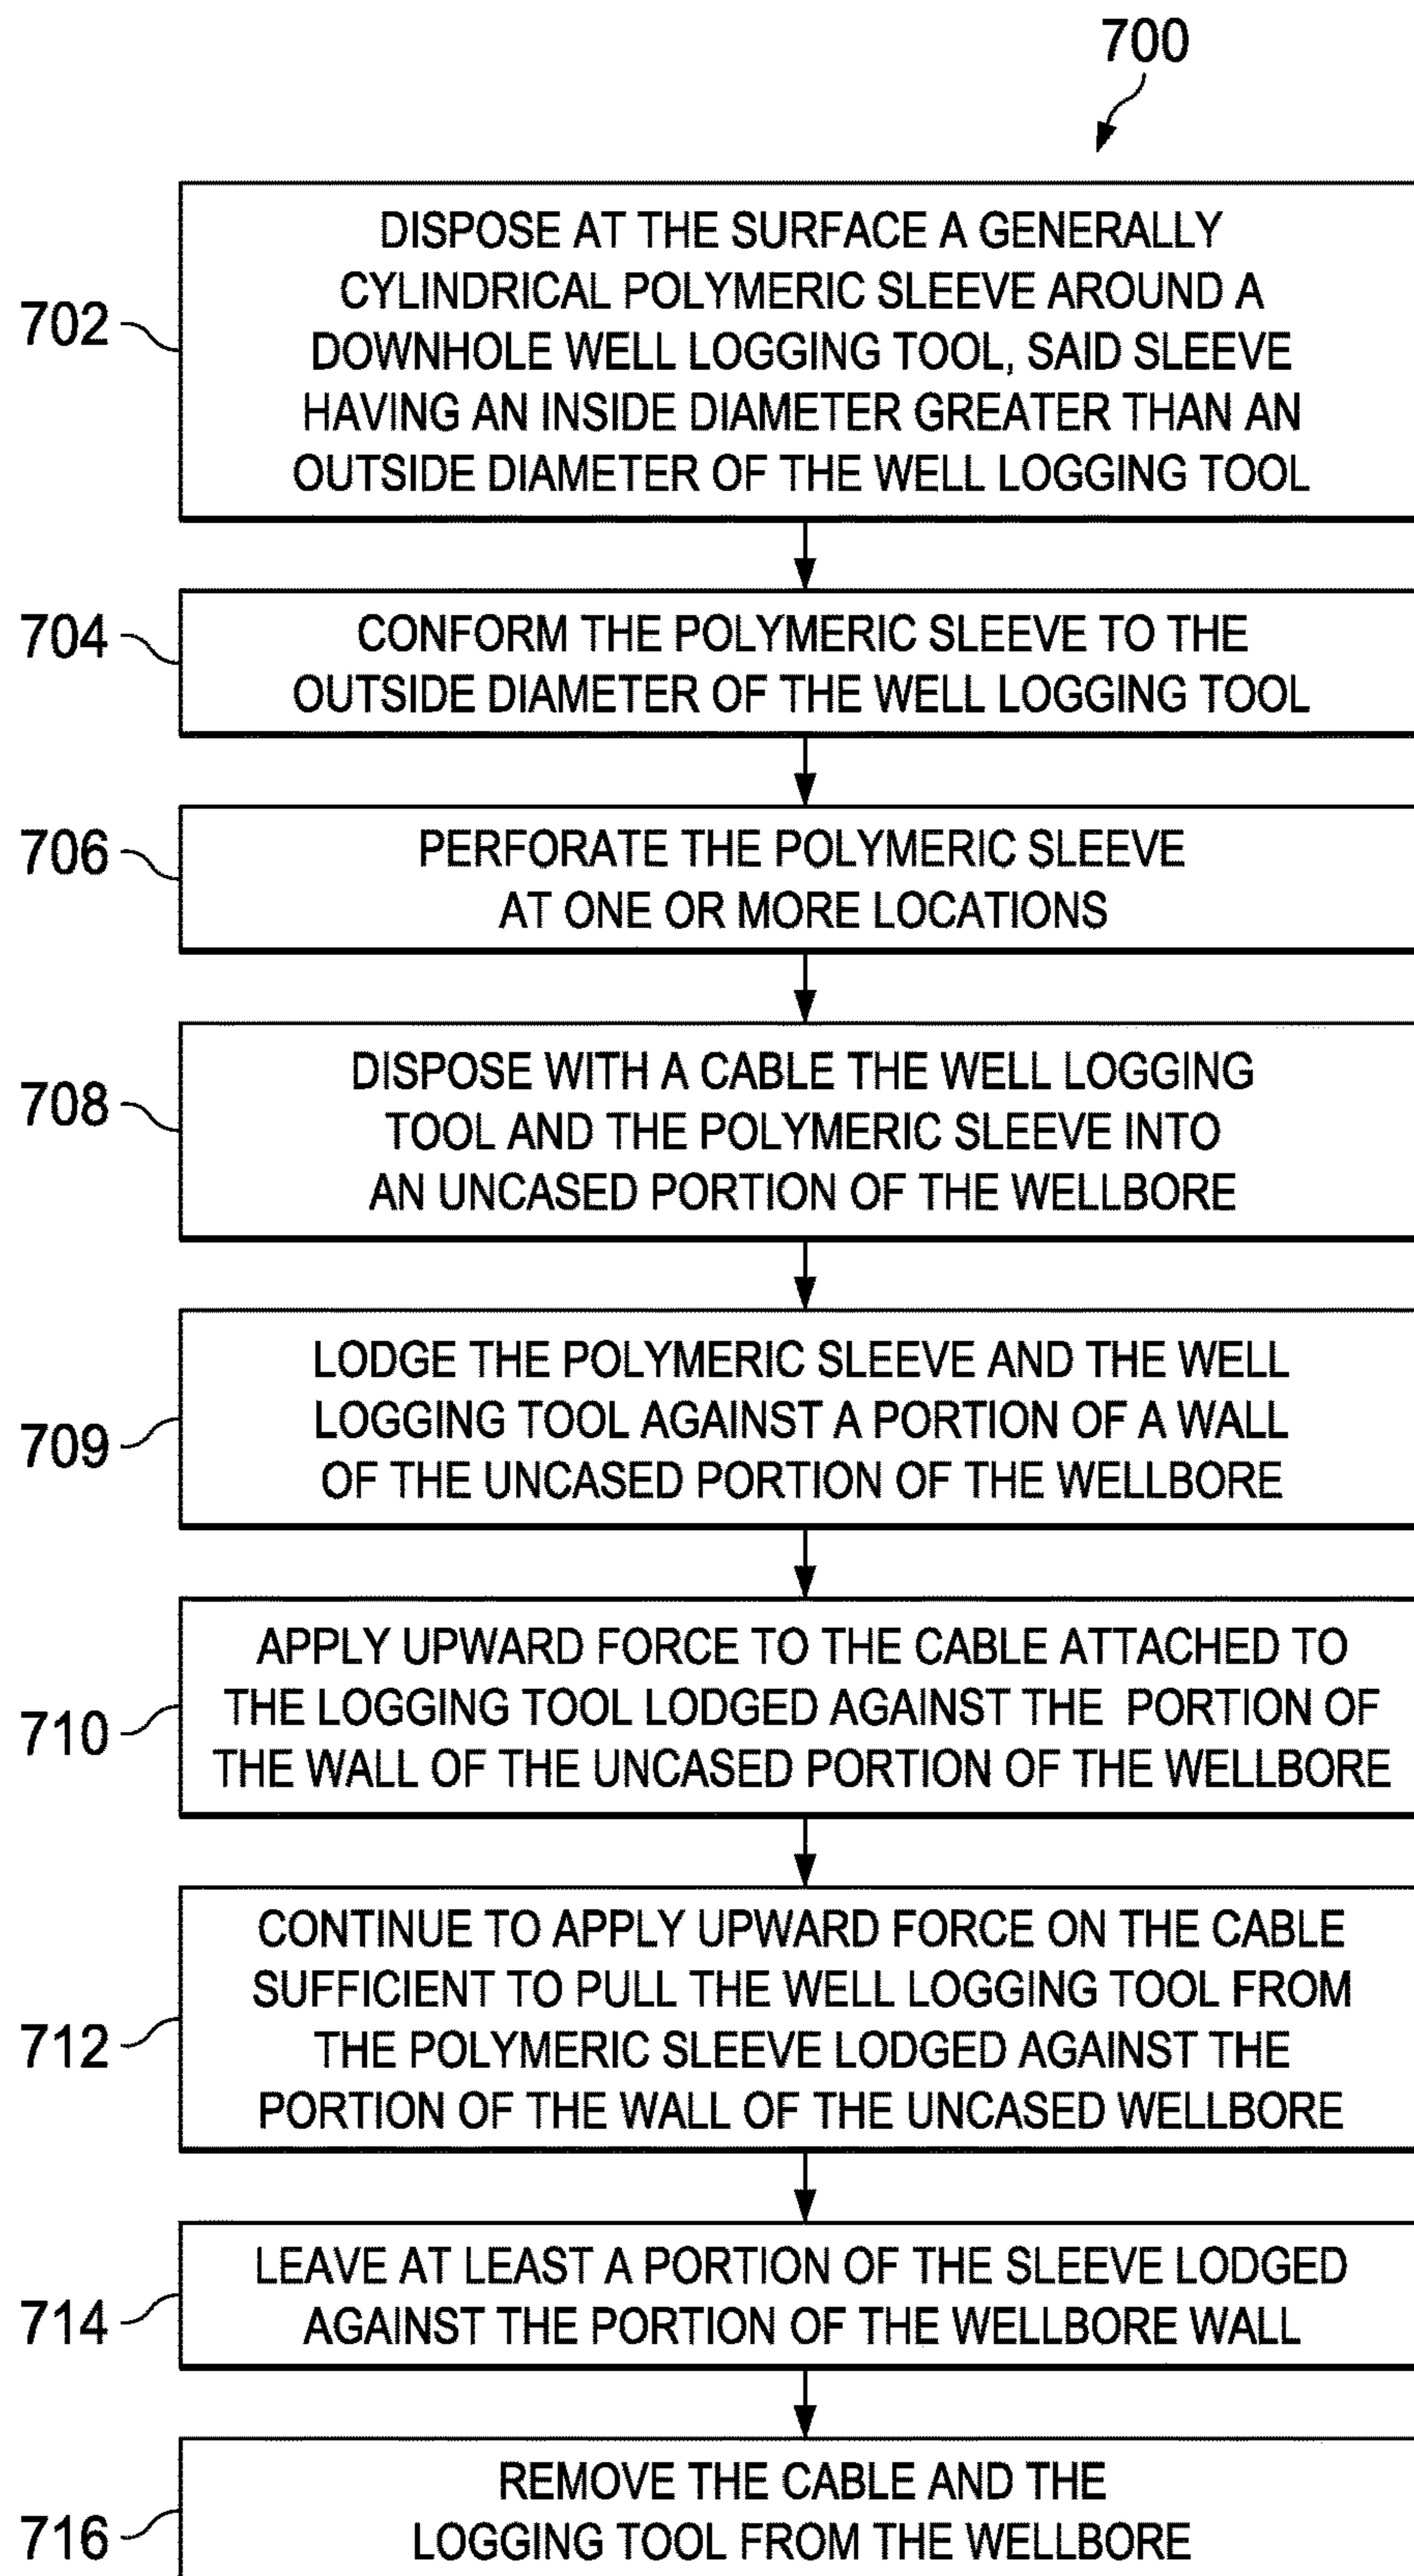 700
702
DISPOSE AT THE SURFACE A GENERALLY
CYLINDRICAL POLYMERIC SLEEVE AROUND A
DOWNHOLE WELL LOGGING TOOL, SAID SLEEVE
HAVING AN INSIDE DIAMETER GREATER THAN AN
OUTSIDE DIAMETER OF THE WELL LOGGING TOOL
704
CONFORM THE POLYMERIC SLEEVE TO THE
OUTSIDE DIAMETER OF THE WELL LOGGING TOOL
706
PERFORATE THE POLYMERIC SLEEVE
AT ONE OR MORE LOCATIONS
708
DISPOSE WITH A CABLE THE WELL LOGGING
TOOL AND THE POLYMERIC SLEEVE INTO
AN UNCASED PORTION OF THE WELLBORE
709
LODGE THE POLYMERIC SLEEVE AND THE WELL
LOGGING TOOL AGAINST A PORTION OF A WALL
OF THE UNCASED PORTION OF THE WELLBORE
710
APPLY UPWARD FORCE TO THE CABLE ATTACHED TO
THE LOGGING TOOL LODGED AGAINST THE PORTION OF
THE WALL OF THE UNCASED PORTION OF THE WELLBORE
712
CONTINUE TO APPLY UPWARD FORCE ON THE CABLE
SUFFICIENT TO PULL THE WELL LOGGING TOOL FROM
THE POLYMERIC SLEEVE LODGED AGAINST THE
PORTION OF THE WALL OF THE UNCASED WELLBORE
714
LEAVE AT LEAST A PORTION OF THE SLEEVE LODGED
AGAINST THE PORTION OF THE WELLBORE WALL
716
REMOVE THE CABLE AND THE
LOGGING TOOL FROM THE WELLBORE